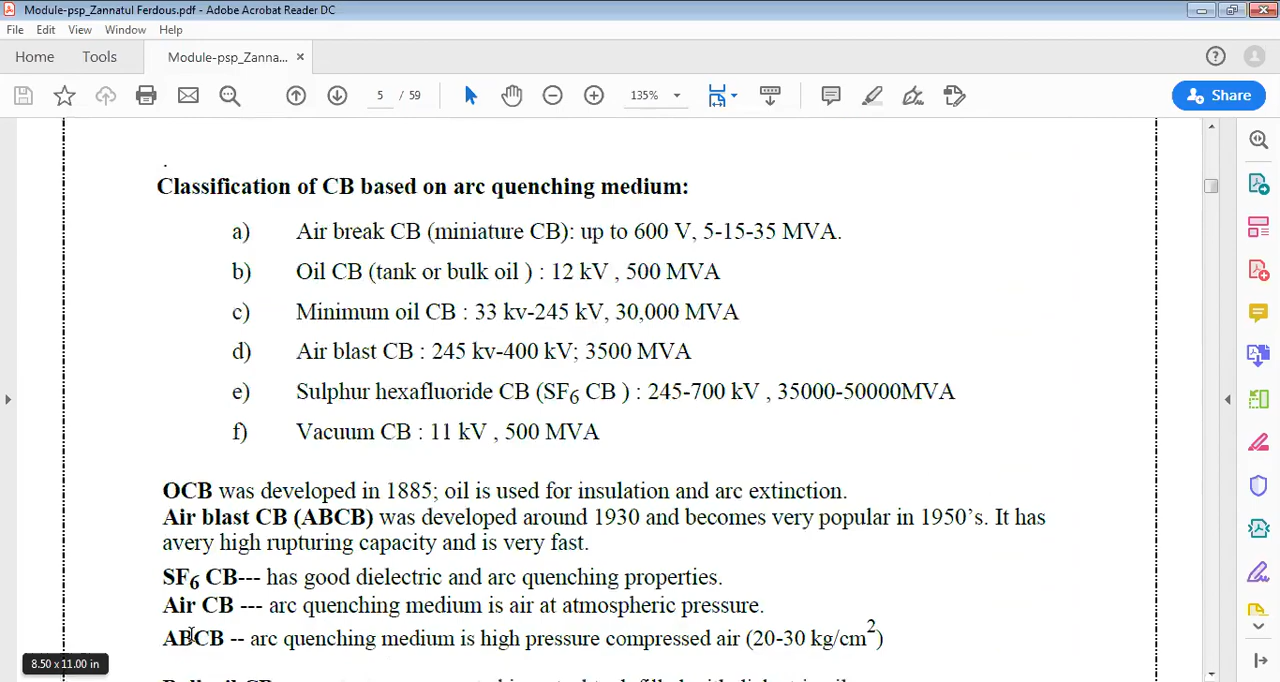 Module-psp_Zannatul Ferdous.pdf - Adobe Acrobat Reader DC
File Edit View Window Help
Home Tools Module-psp_Zanna... ×
5 / 59 135% Share
.
Classification of CB based on arc quenching medium:
a) Air break CB (miniature CB): up to 600 V, 5-15-35 MVA.
b) Oil CB (tank or bulk oil ) : 12 kV , 500 MVA
c) Minimum oil CB : 33 kv-245 kV, 30,000 MVA
d) Air blast CB : 245 kv-400 kV; 3500 MVA
e) Sulphur hexafluoride CB (SF6 CB ) : 245-700 kV , 35000-50000MVA
f) Vacuum CB : 11 kV , 500 MVA
OCB was developed in 1885; oil is used for insulation and arc extinction.
Air blast CB (ABCB) was developed around 1930 and becomes very popular in 1950’s. It has
avery high rupturing capacity and is very fast.
SF6 CB--- has good dielectric and arc quenching properties.
Air CB --- arc quenching medium is air at atmospheric pressure.
ABCB -- arc quenching medium is high pressure compressed air (20-30 kg/cm2)
8.50 x 11.00 in